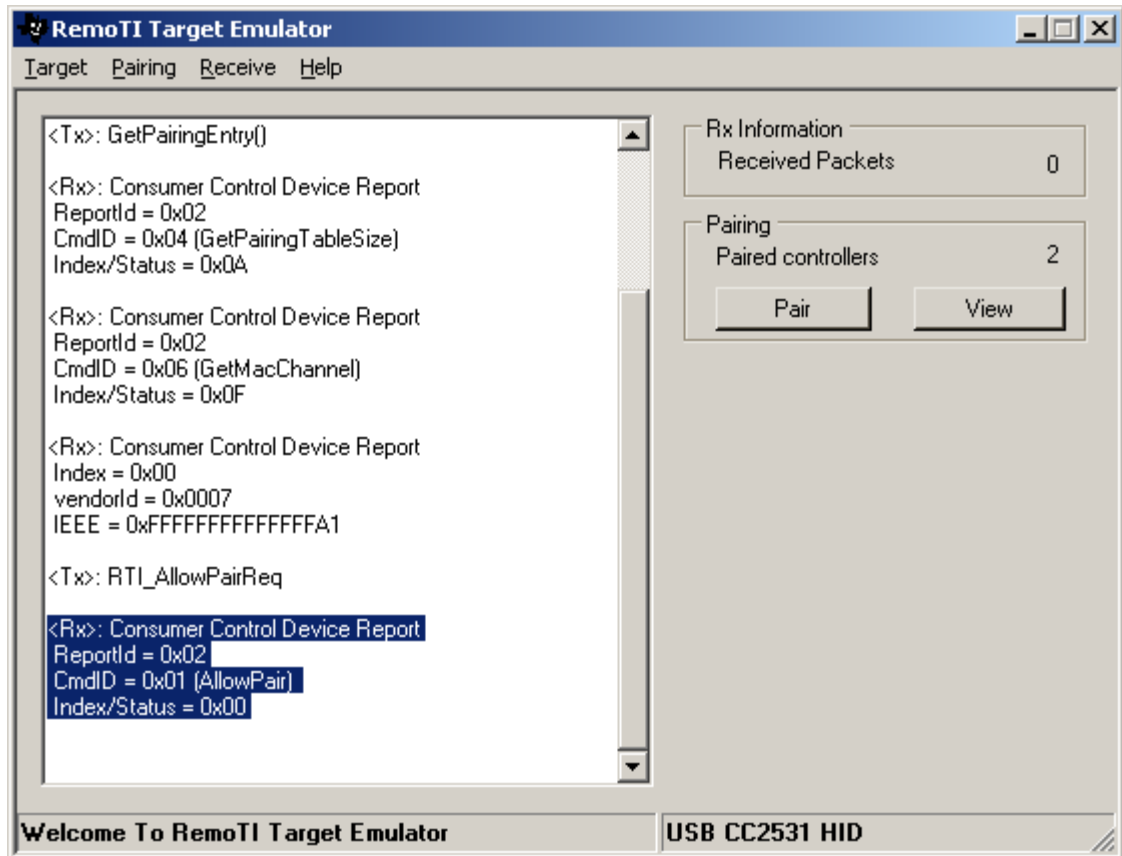 RemoTI Target Emulator
Target Pairing Receive Help
<Tx>: GetPairingEntry()
<Rx>: Consumer Control Device Report
ReportId = 0x02
CmdID = 0x04 (GetPairingTableSize)
Index/Status = 0x0A
<Rx>: Consumer Control Device Report
ReportId = 0x02
CmdID = 0x06 (GetMacChannel)
Index/Status = 0x0F
<Rx>: Consumer Control Device Report
Index = 0x00
vendorId = 0x0007
IEEE = 0xFFFFFFFFFFFFFFA1
<Tx>: RTI_AllowPairReq
<Rx>: Consumer Control Device Report
ReportId = 0x02
CmdID = 0x01 (AllowPair)
Index/Status = 0x00
Rx Information
Received Packets 0
Pairing
Paired controllers 2
Pair View
Welcome To RemoTI Target Emulator
USB CC2531 HID